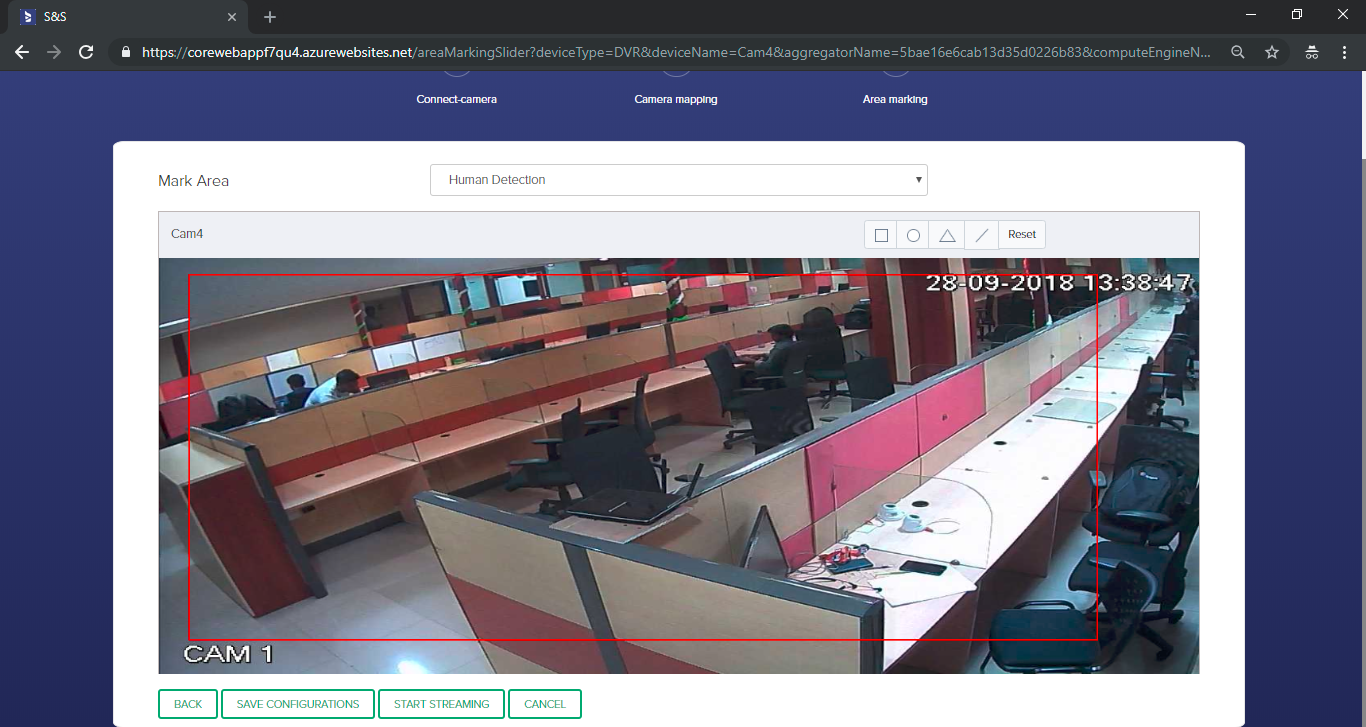 S&S
https://corewebappf7qu4.azurewebsites.net/areaMarkingSlider?deviceType=DVR&deviceName=Cam4&aggregatorName=5bae16e6cab13d35d0226b83&computeEngineN...
Connect-camera Camera mapping Area marking
Mark Area Human Detection
Cam4 Reset
28-09-2018 13:38:47
CAM 1
BACK SAVE CONFIGURATIONS START STREAMING CANCEL